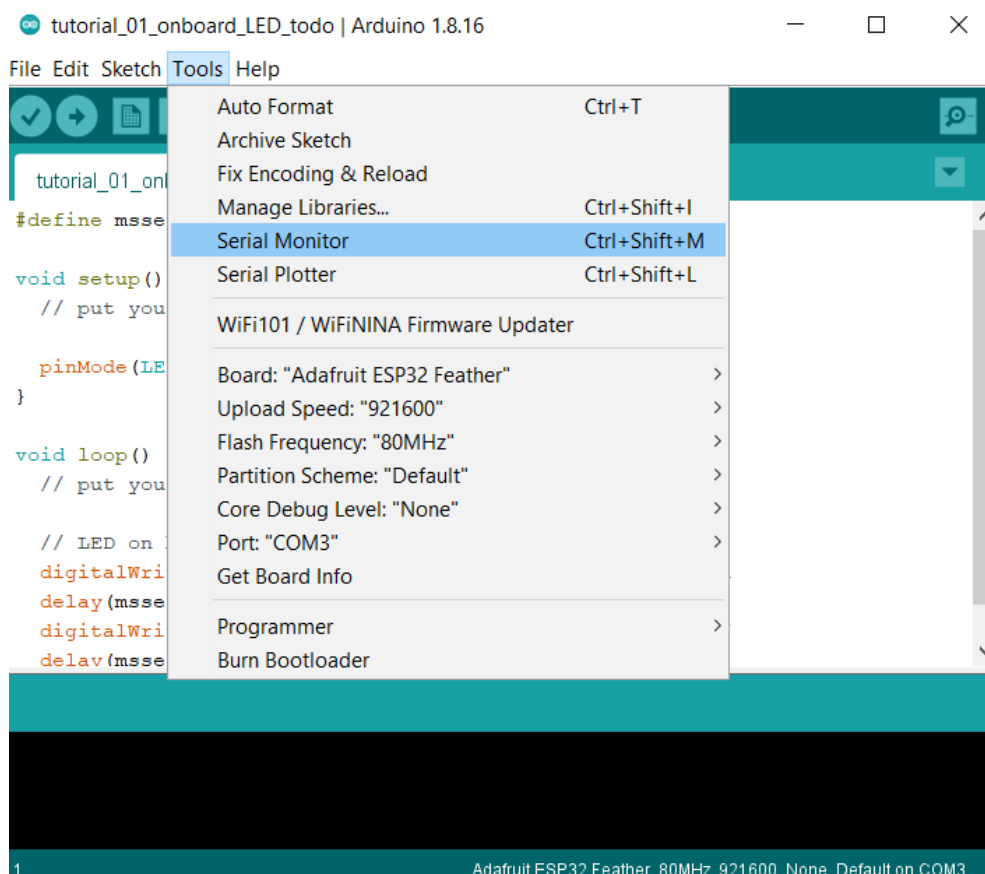 tutorial_01_onboard_LED_todo | Arduino 1.8.16
File Edit Sketch Tools Help
Auto Format Ctrl+T
Archive Sketch
Fix Encoding & Reload
Manage Libraries... Ctrl+Shift+I
Serial Monitor Ctrl+Shift+M
Serial Plotter Ctrl+Shift+L
WiFi101 / WiFiNINA Firmware Updater
Board: "Adafruit ESP32 Feather"
Upload Speed: "921600"
Flash Frequency: "80MHz"
Partition Scheme: "Default"
Core Debug Level: "None"
Port: "COM3"
Get Board Info
Programmer
Burn Bootloader
tutorial_01_onl
#define msse
void setup()
// put you
pinMode(LE
}
void loop()
// put you
// LED on
digitalWri
delay(msse
digitalWri
delay(msse
1
Adafruit ESP32 Feather, 80MHz, 921600, None, Default on COM3